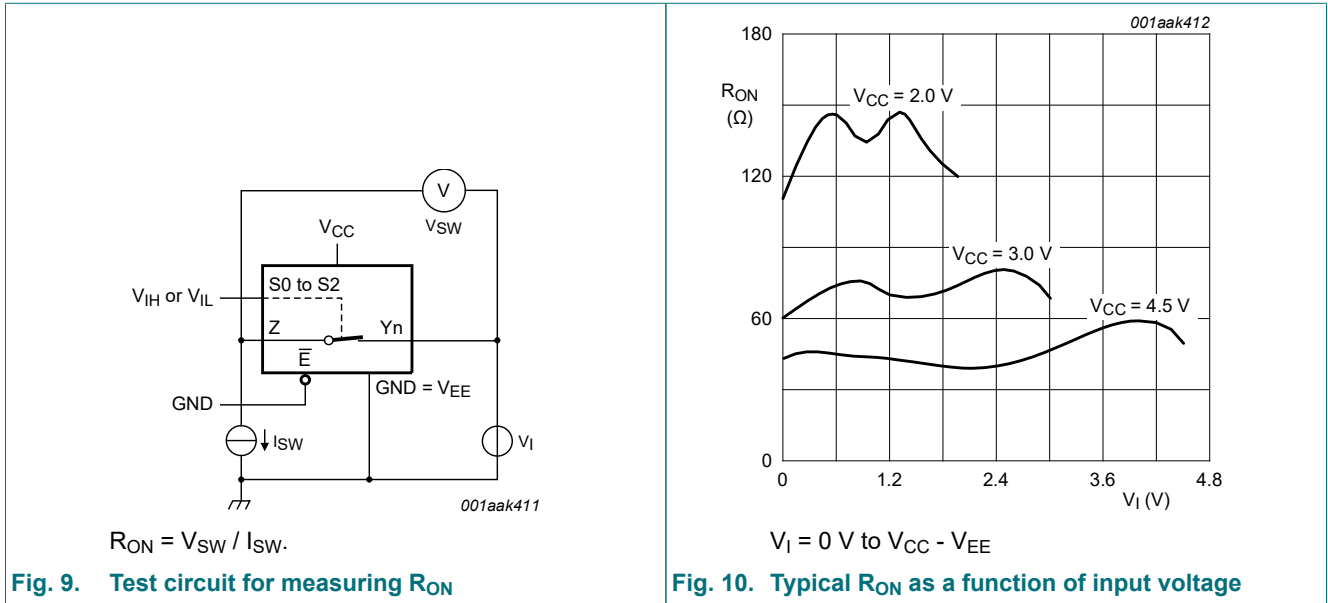 V
VSW
VCC
S0 to S2
VIH or VIL
Z
Yn
E
GND = VEE
GND
ISW
VI
001aak411
RON = VSW / ISW.
Fig. 9. Test circuit for measuring RON
001aak412
180
RON
(Ω)
VCC = 2.0 V
120
VCC = 3.0 V
VCC = 4.5 V
60
0
0 1.2 2.4 3.6 4.8
VI (V)
VI = 0 V to VCC - VEE
Fig. 10. Typical RON as a function of input voltage